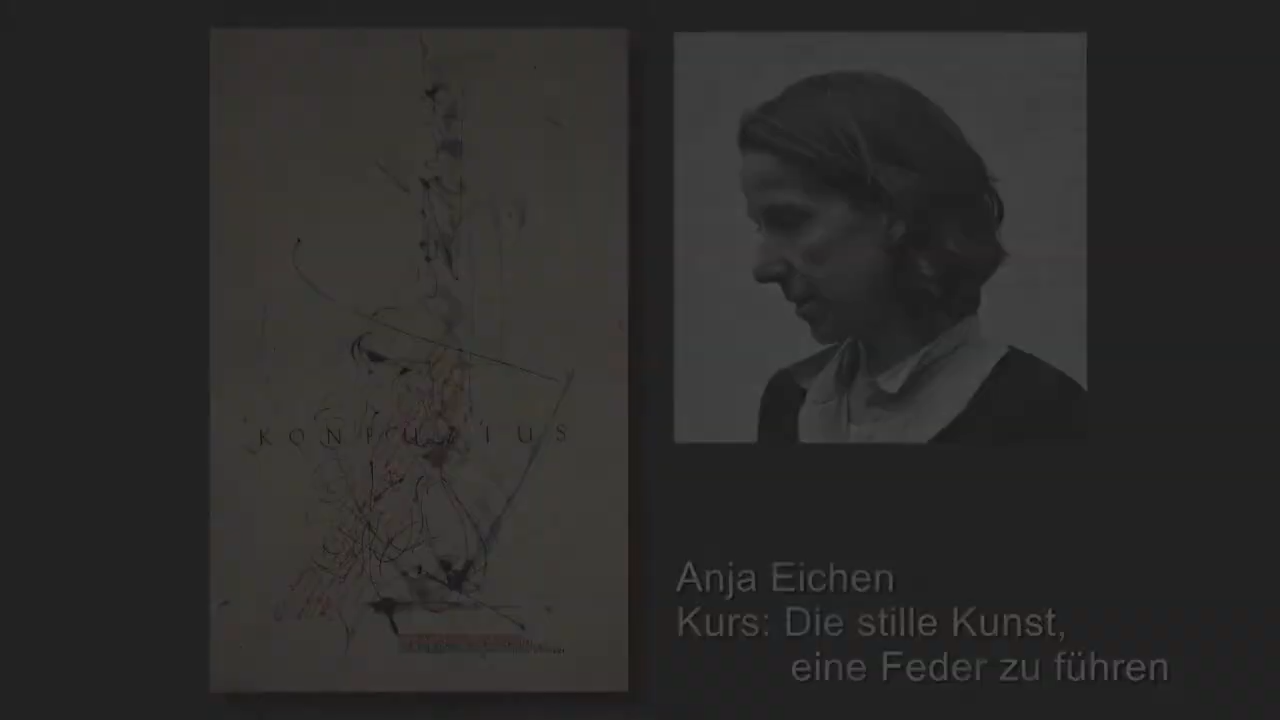 KONFUZIUS
Anja Eichen
Kurs: Die stille Kunst,
eine Feder zu führen